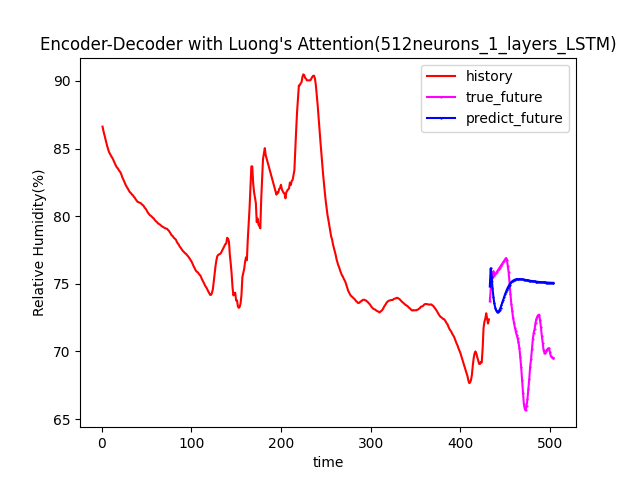 Encoder-Decoder with Luong's Attention(512neurons_1_layers_LSTM)
history
true_future
predict_future
Relative Humidity(%)
90
85
80
75
70
65
0 100 200 300 400 500
time